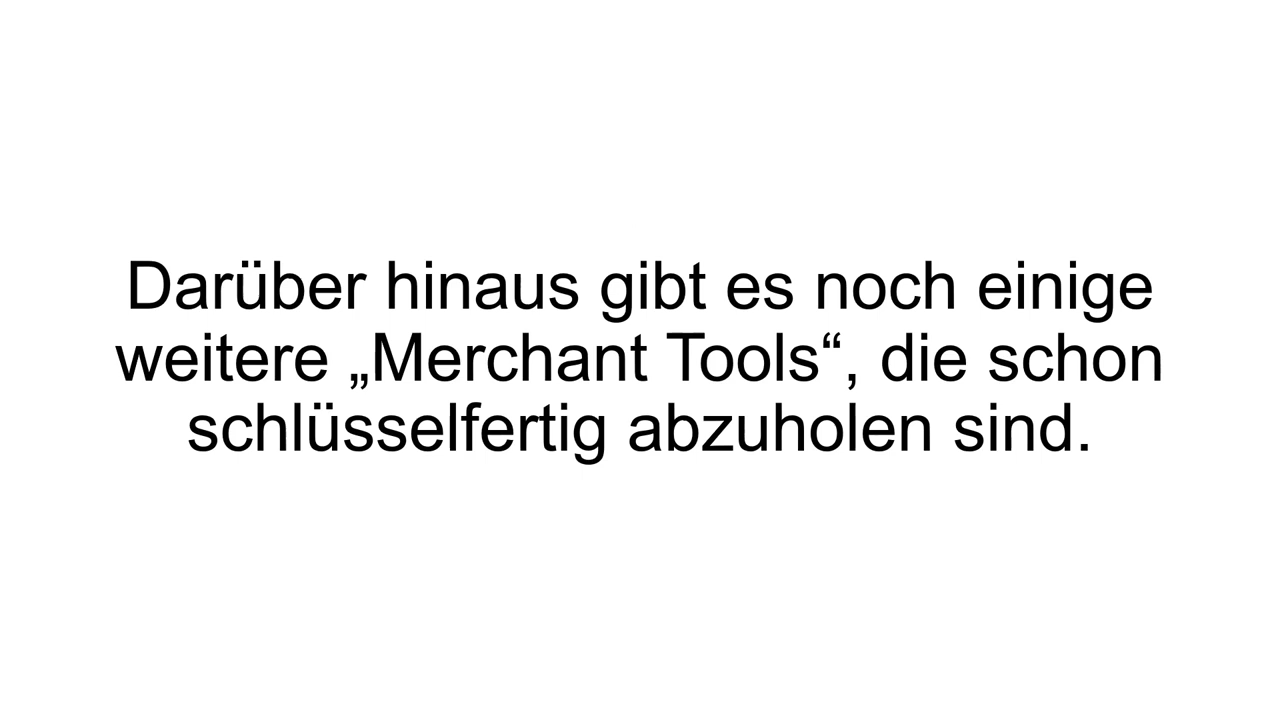 Darüber hinaus gibt es noch einige
weitere „Merchant Tools“, die schon
schlüsselfertig abzuholen sind.